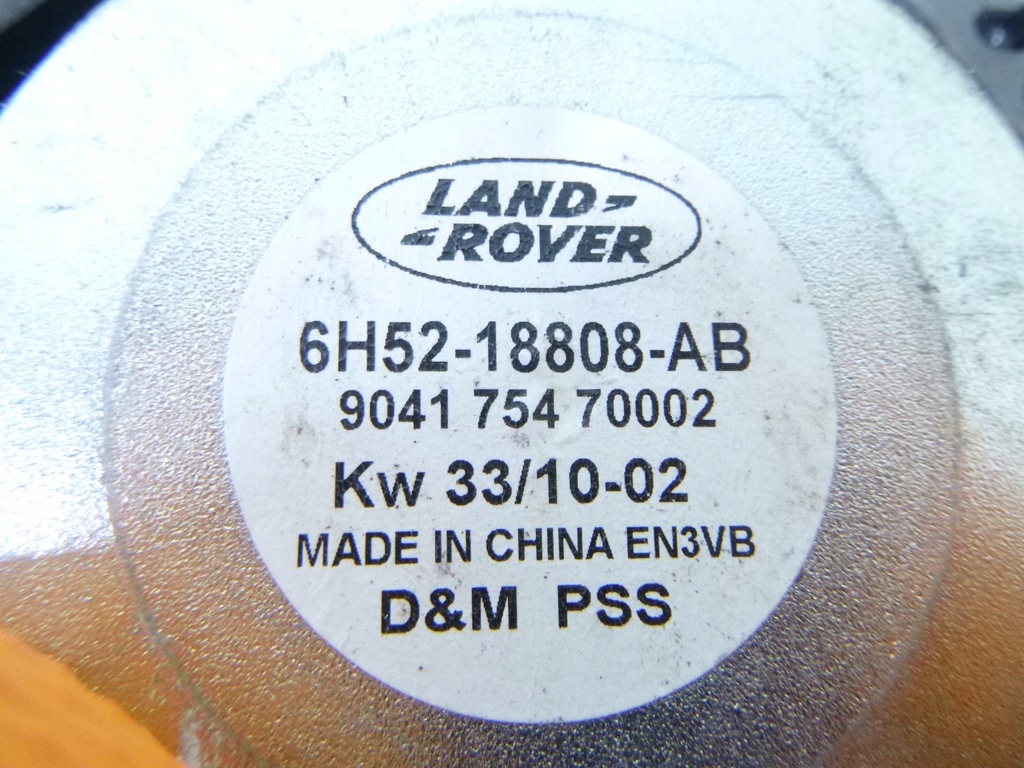 LAND
ROVER
6H52-18808-AB
9041 754 70002
Kw 33/10-02
MADE IN CHINA EN3VB
D&M PSS